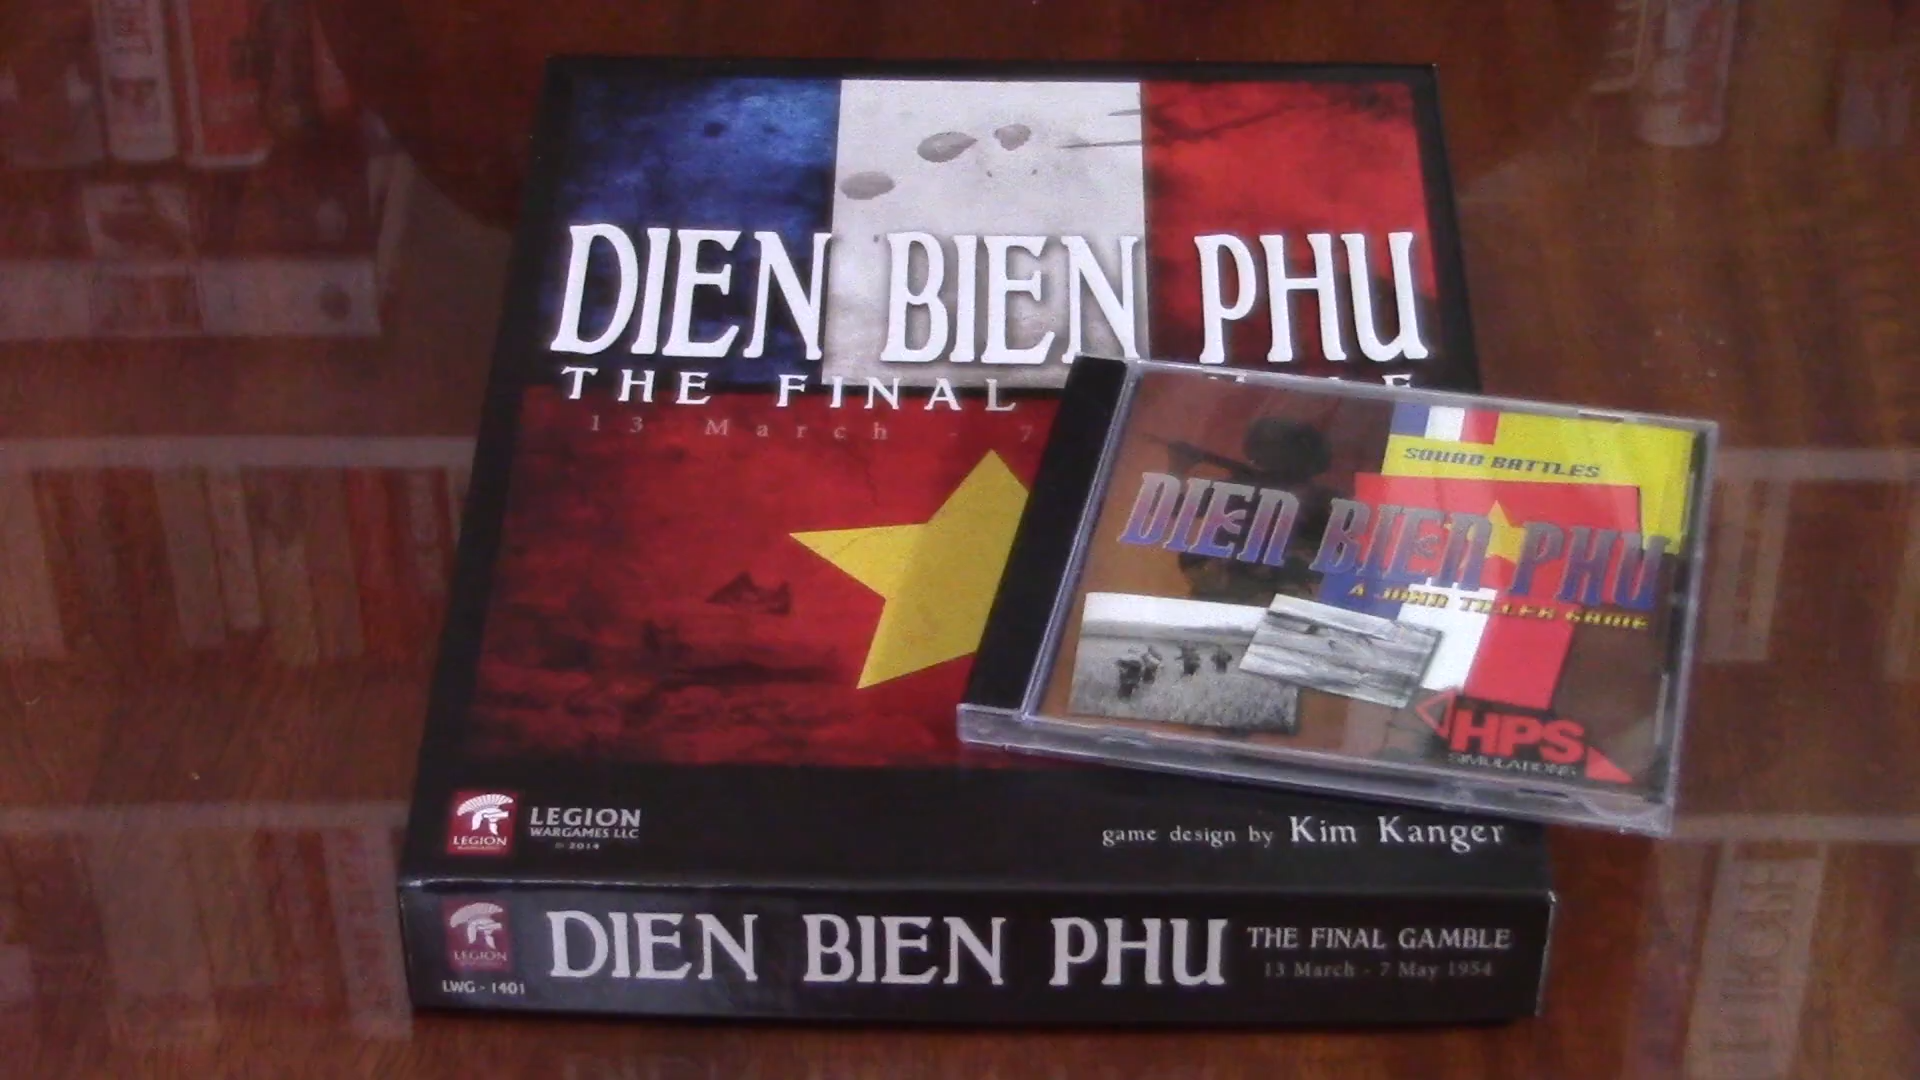 DIEN BIEN PHU
THE FINAL
13 March - 7
SQUAD BATTLES
DIEN BIEN PHU
A JOHN TILLER GAME
HPS
SIMULATIONS
LEGION
LEGION
WARGAMES LLC
© 2014
game design by Kim Kanger
LEGION
LWG - 1401
DIEN BIEN PHU
THE FINAL GAMBLE
13 March - 7 May 1954